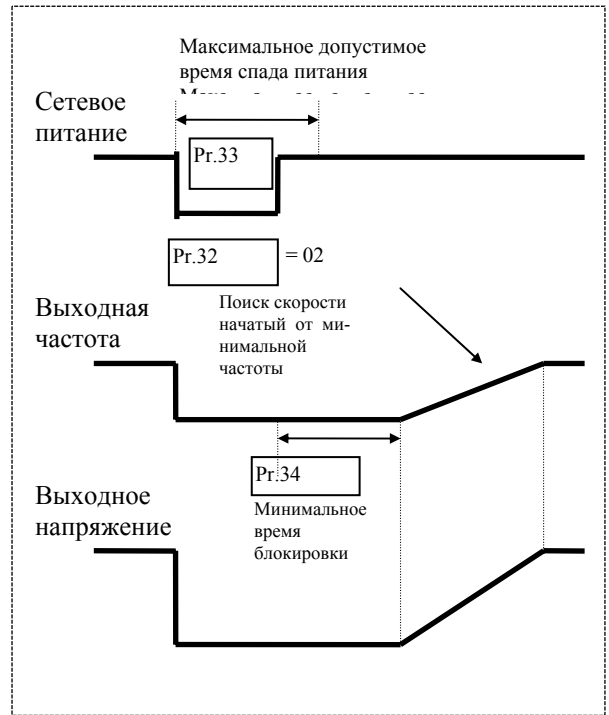 Максимальное допустимое
время спада питания
Сетевое
питание
Pr.33
Pr.32
= 02
Поиск скорости
начатый от ми-
нимальной
частоты
Выходная
частота
Pr.34
Минимальное
время
блокировки
Выходное
напряжение